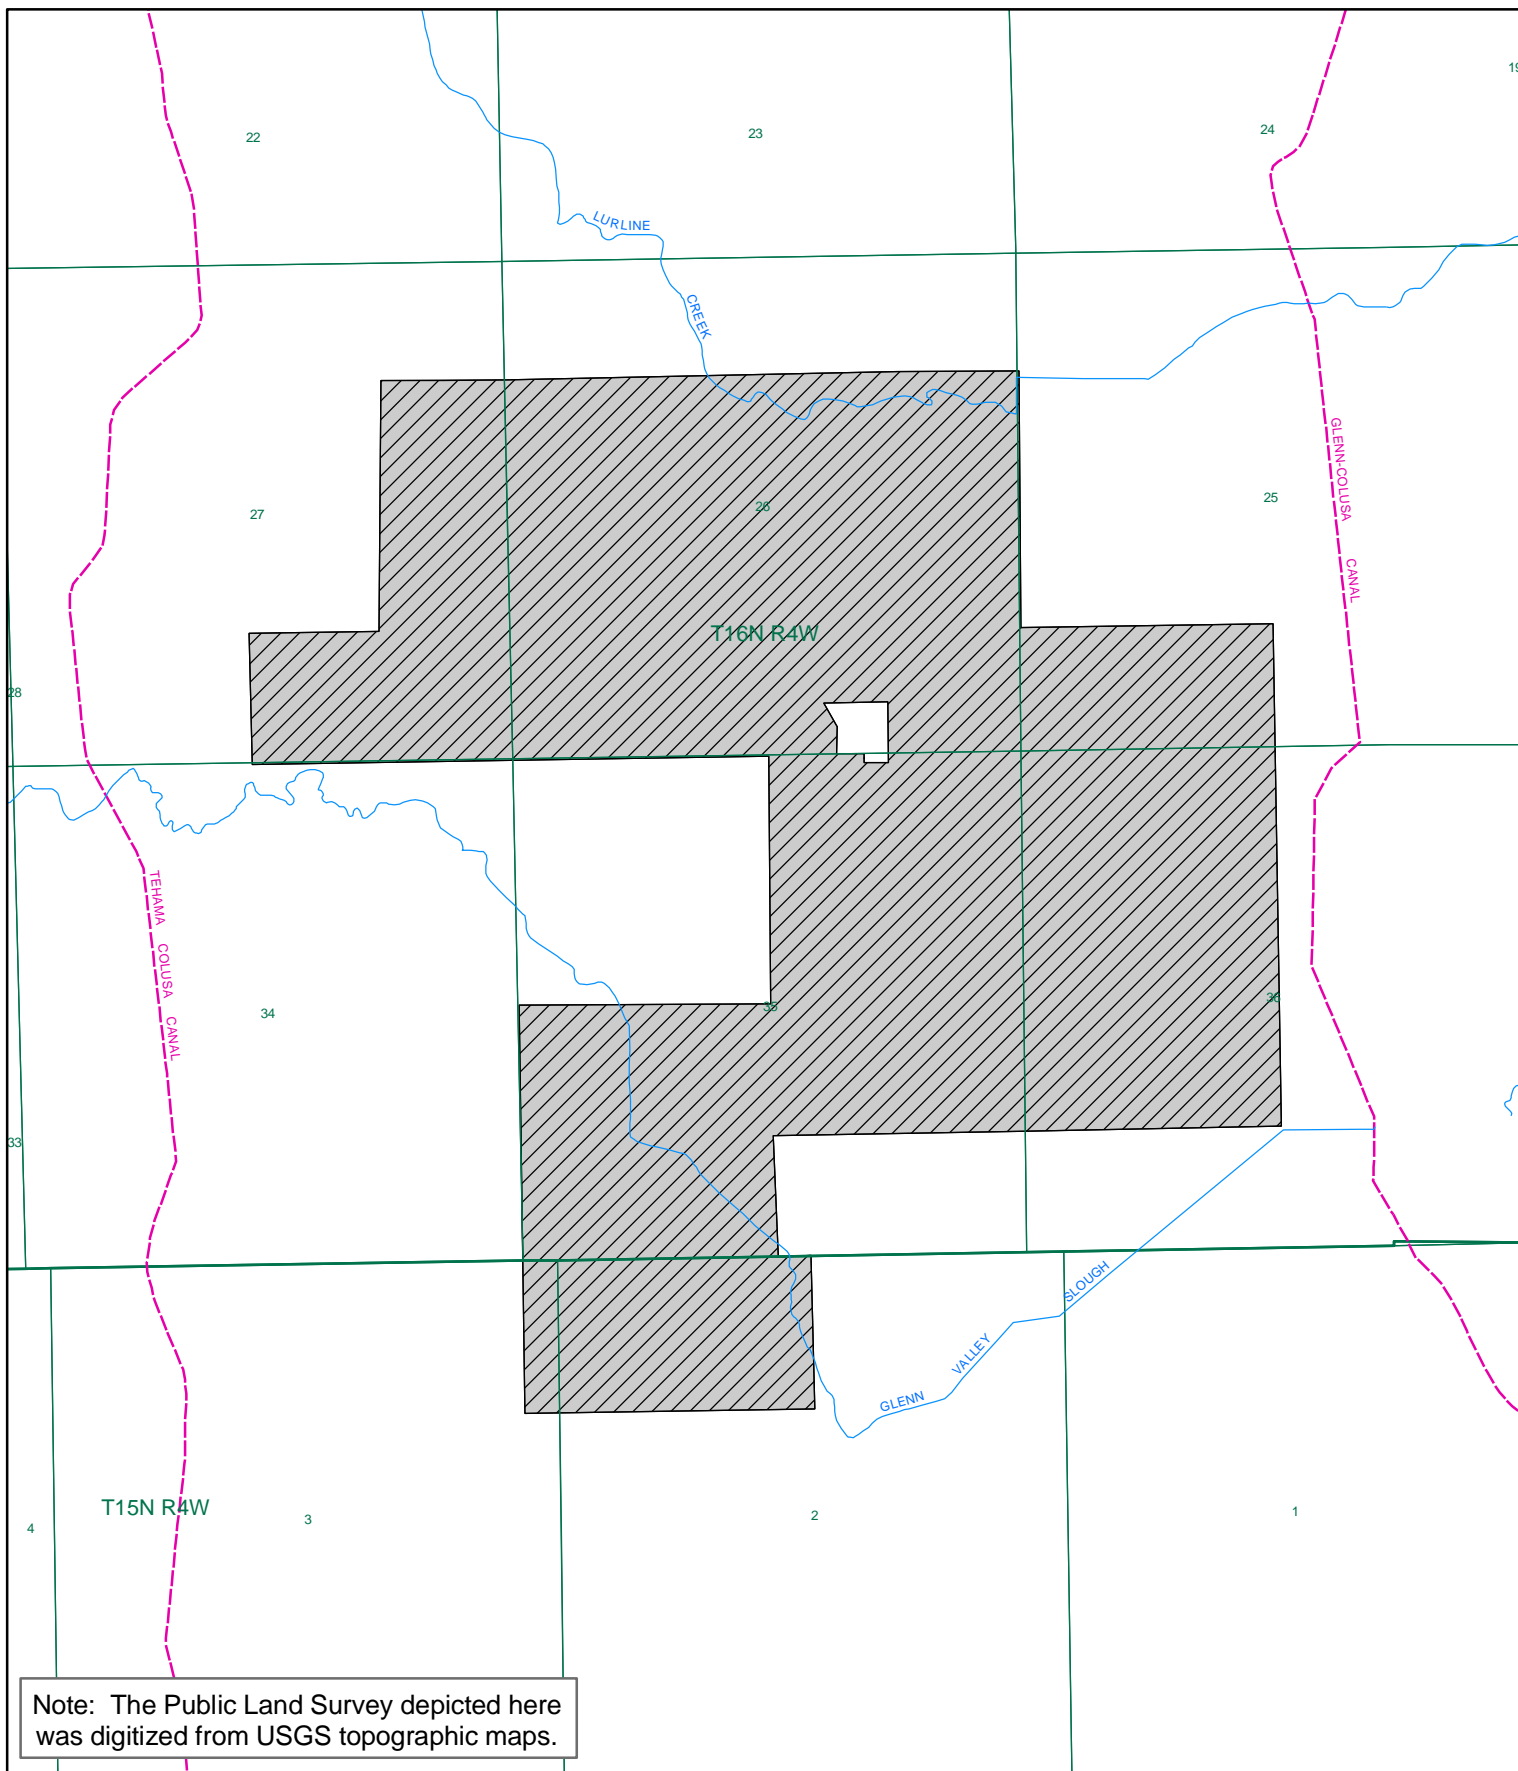 19
22
23
24
LURLINE
CREEK
27
26
25
GLENN-COLUSA CANAL
T16N R4W
28
TEHAMA COLUSA CANAL
34
35
36
33
SLOUGH
VALLEY
GLENN
T15N R4W
4
3
2
1
Note: The Public Land Survey depicted here
was digitized from USGS topographic maps.